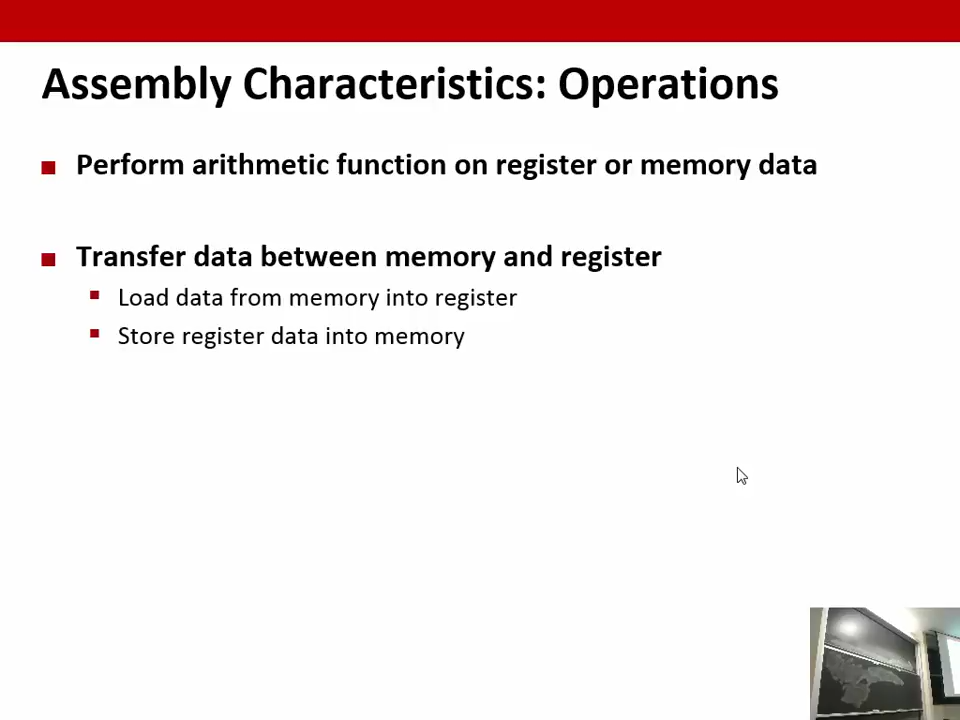 Assembly Characteristics: Operations
Perform arithmetic function on register or memory data
Transfer data between memory and register
Load data from memory into register
Store register data into memory